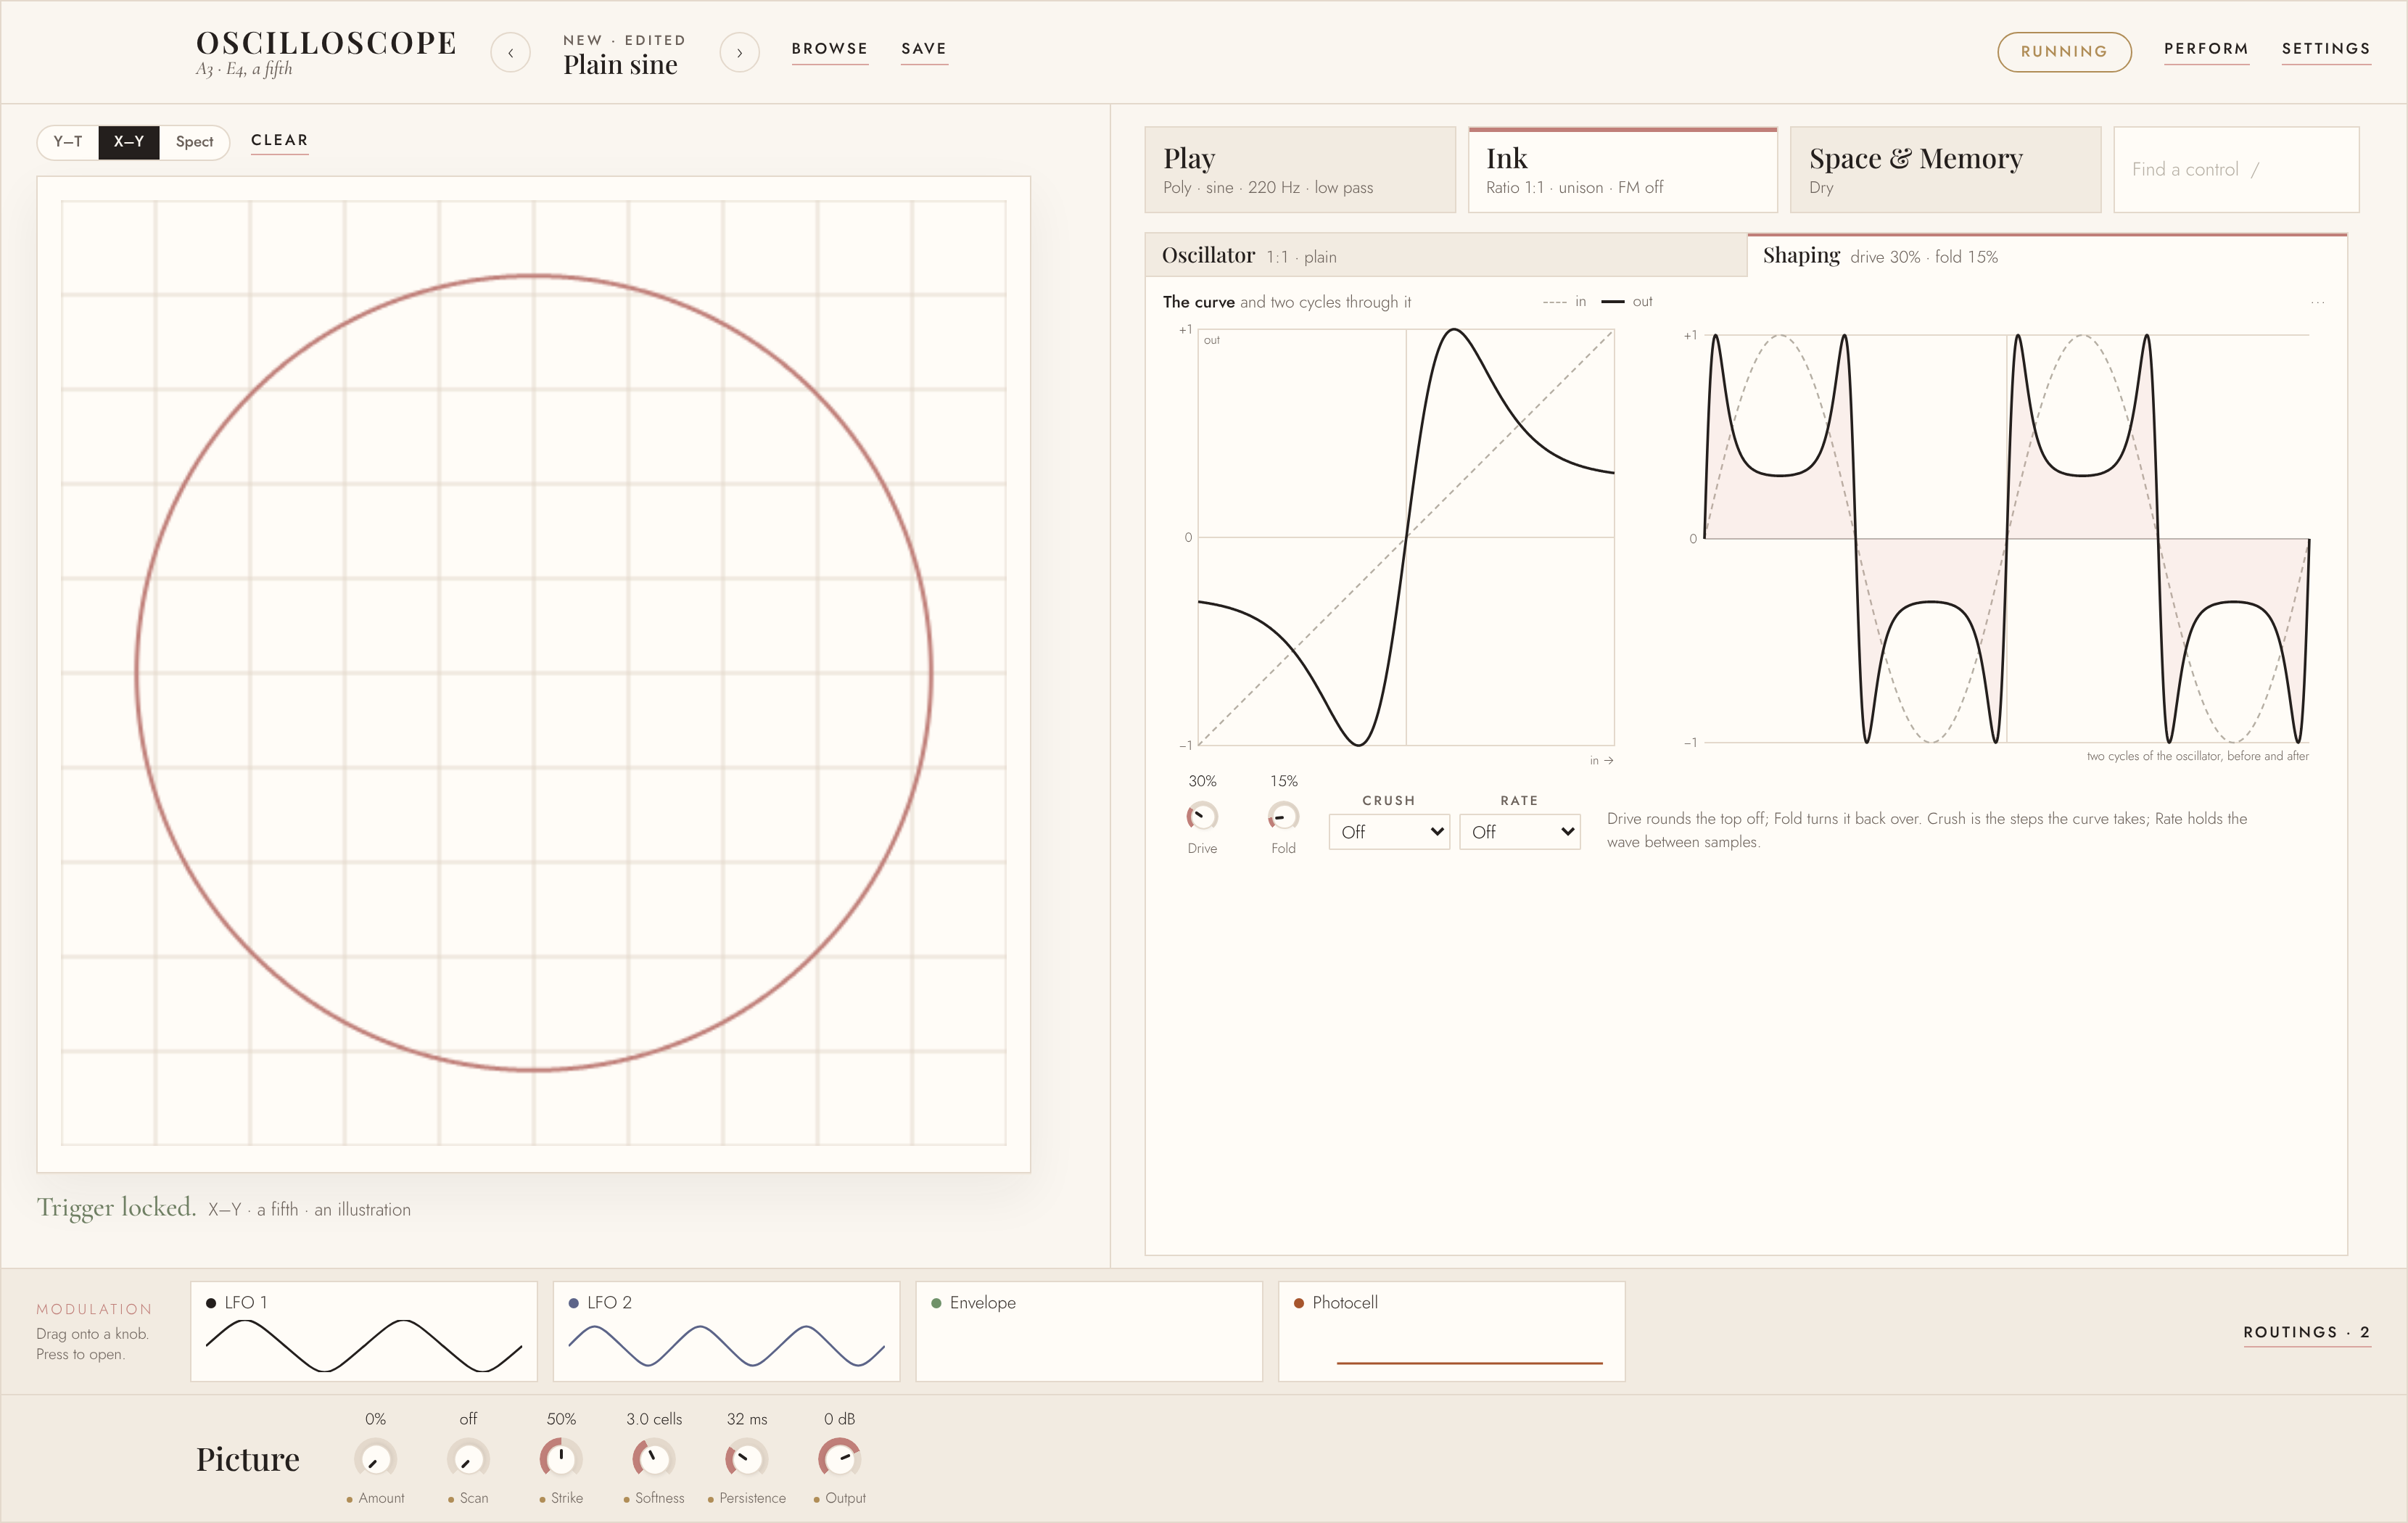 OSCILLOSCOPE
A3 · E4, a fifth
‹
NEW · EDITED
Plain sine
›
BROWSE
SAVE
RUNNING
PERFORM
SETTINGS
Y–T
X–Y
Spect
CLEAR
Play
Poly · sine · 220 Hz · low pass
Ink
Ratio 1:1 · unison · FM off
Space & Memory
Dry
Find a control /
Oscillator 1:1 · plain
Shaping drive 30% · fold 15%
The curve and two cycles through it
in
out
...
+1
out
0
−1
in →
+1
0
−1
two cycles of the oscillator, before and after
30%
Drive
15%
Fold
CRUSH
Off
RATE
Off
Drive rounds the top off; Fold turns it back over. Crush is the steps the curve takes; Rate holds the
wave between samples.
Trigger locked. X–Y · a fifth · an illustration
MODULATION
Drag onto a knob.
Press to open.
LFO 1
LFO 2
Envelope
Photocell
ROUTINGS · 2
Picture
0%
Amount
off
Scan
50%
Strike
3.0 cells
Softness
32 ms
Persistence
0 dB
Output